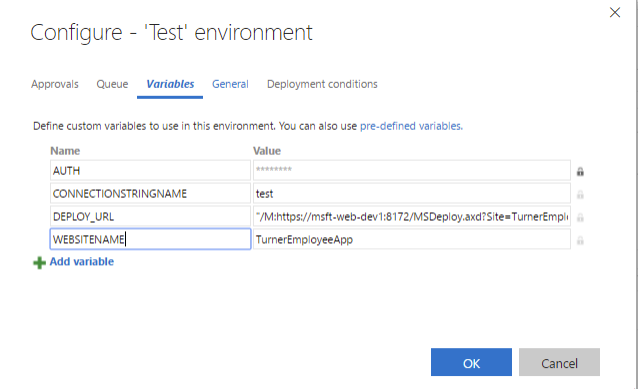 Configure - 'Test' environment
Approvals Queue Variables General Deployment conditions
Define custom variables to use in this environment. You can also use pre-defined variables.
Name Value
AUTH ********
CONNECTIONSTRINGNAME test
DEPLOY_URL "/M:https://msft-web-dev1:8172/MSDeploy.axd?Site=TurnerEmpl
WEBSITENAME TurnerEmployeeApp
Add variable
OK Cancel